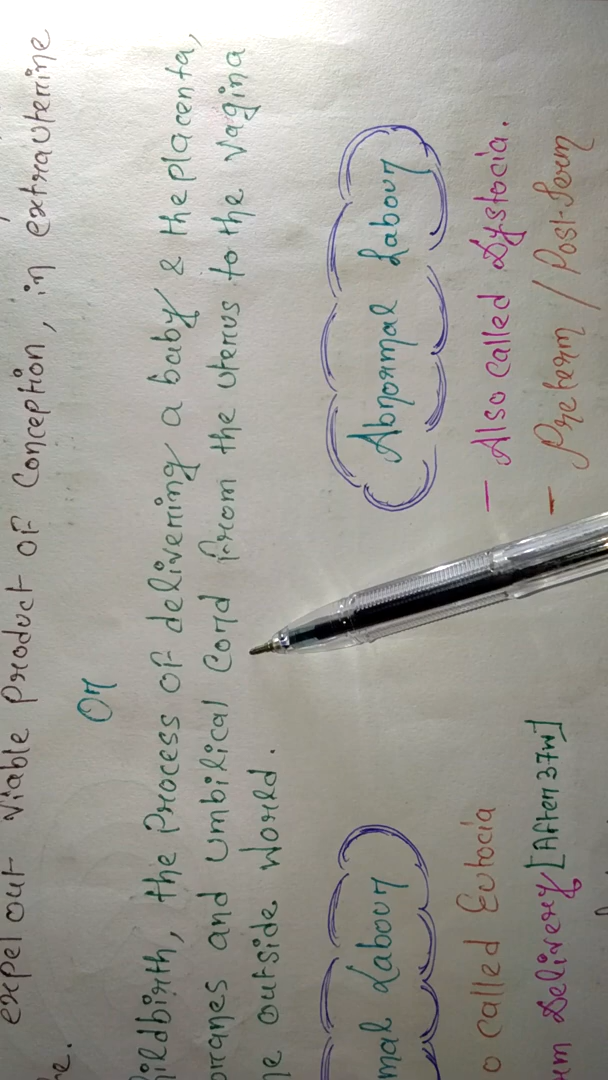 expel out viable product of conception, in extrauterine
Or
ildbirth, the process of delivering a baby & the placenta,
branes and umbilical cord from the uterus to the vagina
e outside world.
mal Labour
o called Eutocia
m Delivery [After 37w]
Abnormal Labour
- Also called Dystocia.
- Preterm / Post-term